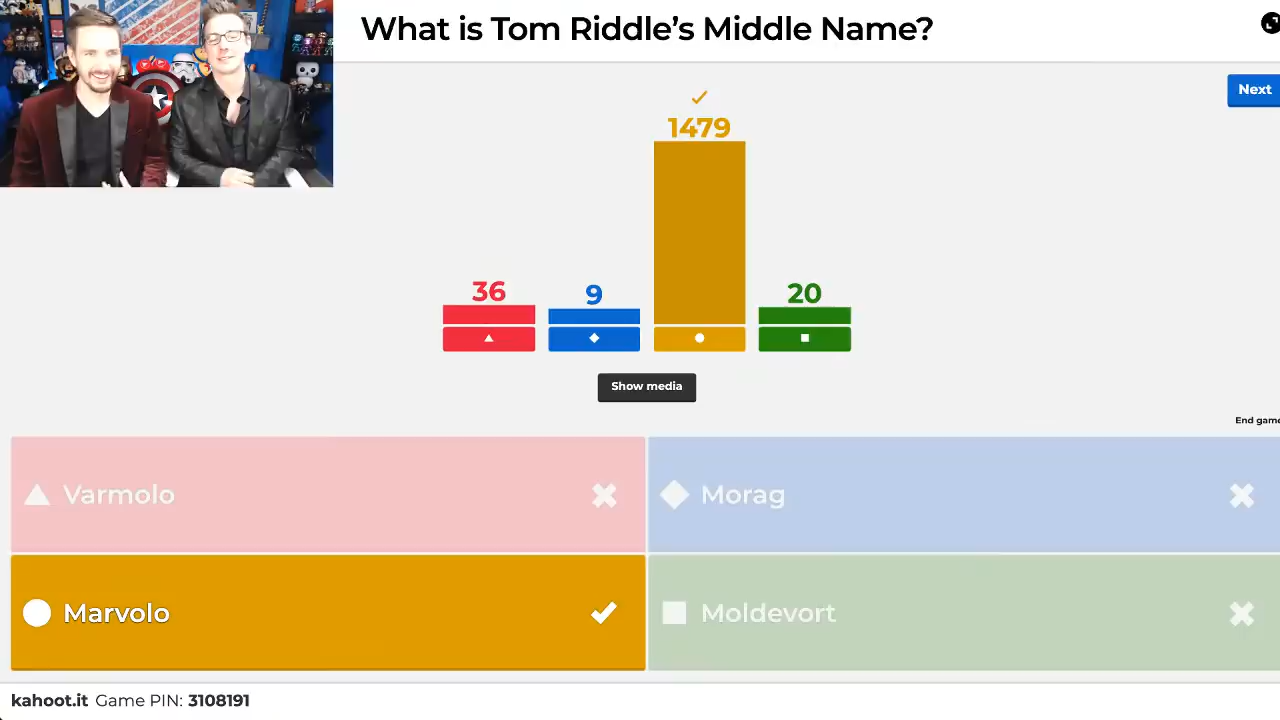 What is Tom Riddle’s Middle Name?
Next
1479
36
9
20
Show media
End game
Varmolo
Morag
Marvolo
Moldevort
kahoot.it Game PIN: 3108191